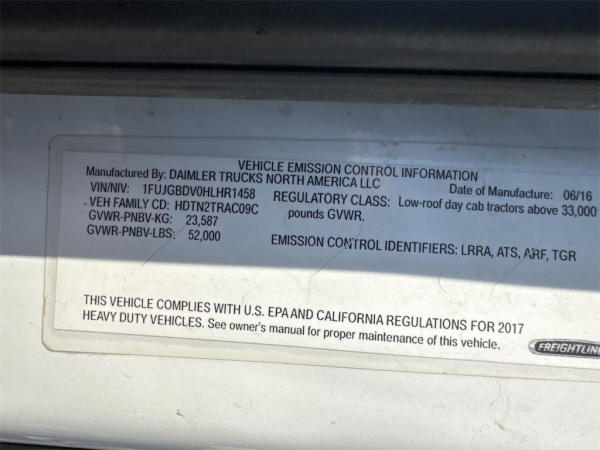 VEHICLE EMISSION CONTROL INFORMATION
Manufactured By: DAIMLER TRUCKS NORTH AMERICA LLC Date of Manufacture: 06/16
VIN/NIV: 1FUJGBDV0HLHR1458 REGULATORY CLASS: Low-roof day cab tractors above 33,000
VEH FAMILY CD: HDTN2TRAC09C pounds GVWR.
GVWR-PNBV-KG: 23,587
GVWR-PNBV-LBS: 52,000 EMISSION CONTROL IDENTIFIERS: LRRA, ATS, ARF, TGR
THIS VEHICLE COMPLIES WITH U.S. EPA AND CALIFORNIA REGULATIONS FOR 2017
HEAVY DUTY VEHICLES. See owner's manual for proper maintenance of this vehicle.
FREIGHTLIN